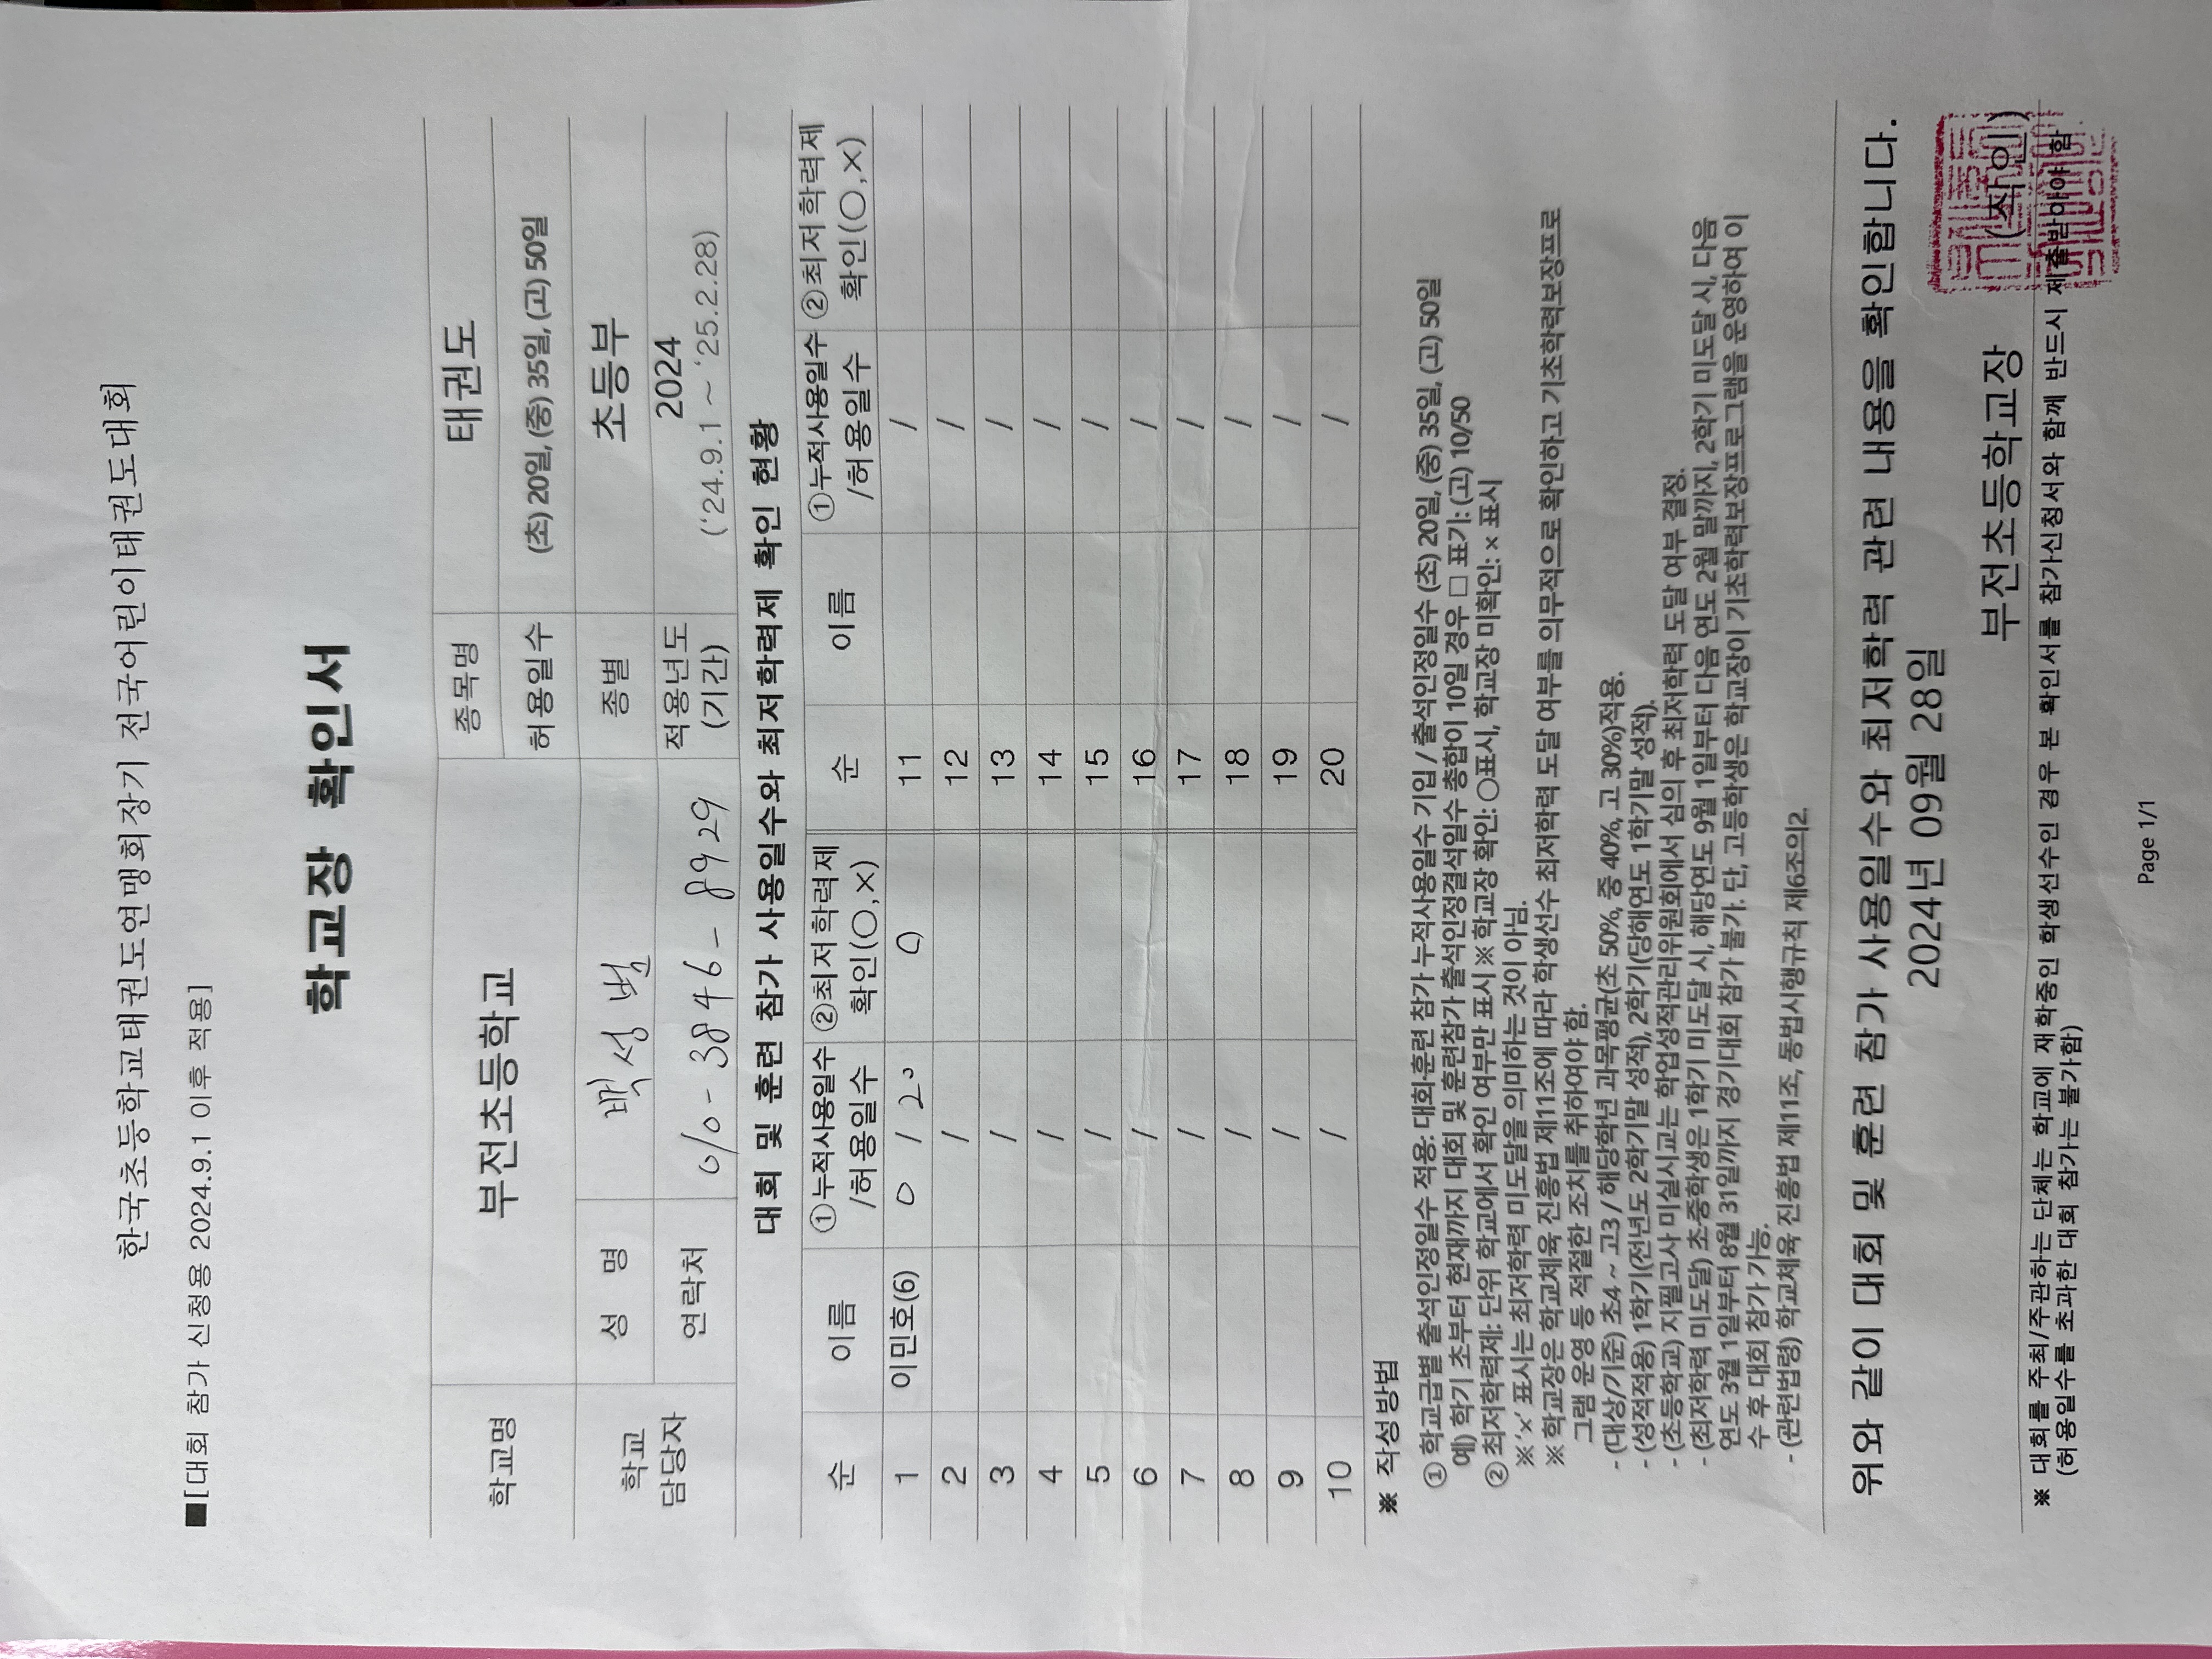 한국초등학교태권도연맹회장기 전국어린이태권도대회
■[대회 참가 신청용 2024.9.1 이후 적용]
학교장 확인서
학교명 부전초등학교 종목명 태권도
허용일수 (초) 20일, (중) 35일, (고) 50일
학교 담당자 성 명 백성 종별 초등부
연락처 010-3846-8929 적용년도 (기간) 2024 ('24.9.1 ~ '25.2.28)
대회 및 훈련 참가 사용일수와 최저학력제 확인 현황
순 이름 ①누적사용일수 /허용일수 ②최저학력제 확인(○,×) 순 이름 ①누적사용일수 /허용일수 ②최저학력제 확인(○,×)
1 이민호(6) 0 / 20 ○ 11 /
2 / 12 /
3 / 13 /
4 / 14 /
5 / 15 /
6 / 16 /
7 / 17 /
8 / 18 /
9 / 19 /
10 / 20 /
※ 작성방법
① 학교급별 출석인정일수 적용: 대회·훈련 참가 누적사용일수 기입 / 출석인정일수 (초) 20일, (중) 35일, (고) 50일
예) 학기 초부터 현재까지 대회 및 훈련참가 출석인정결석일수 총합이 10일 경우 □ 표기: (고) 10/50
② 최저학력제: 단위 학교에서 확인 여부만 표시 ※ 학교장 확인: ○표시, 학교장 미확인: × 표시
※ '×' 표시는 최저학력 미도달을 의미하는 것이 아님.
※ 학교장은 학교체육 진흥법 제11조에 따라 학생선수 최저학력 도달 여부를 의무적으로 확인하고 기초학력보장프로
그램 운영 등 적절한 조치를 취하여야 함.
- (대상/기준) 초4 ~ 고3 / 해당학년 과목평균(초 50%, 중 40%, 고 30%)적용.
- (성적적용) 1학기(전년도 2학기말 성적), 2학기(당해연도 1학기말 성적).
- (초등학교) 지필고사 미실시교는 학업성적관리위원회에서 심의 후 최저학력 도달 여부 결정.
- (최저학력 미도달) 초·중학생은 1학기 미도달 시, 해당연도 9월 1일부터 다음 연도 2월 말까지, 2학기 미도달 시, 다음
연도 3월 1일부터 8월 31일까지 경기대회 참가 불가. 단, 고등학생은 학교장이 기초학력보장프로그램을 운영하여 이
수 후 대회 참가 가능.
- (관련법령) 학교체육 진흥법 제11조, 동법시행규칙 제6조의2.
위와 같이 대회 및 훈련 참가 사용일수와 최저학력 관련 내용을 확인합니다.
2024년 09월 28일
부전초등학교장 (직인)
※ 대회를 주최/주관하는 단체는 학교에 재학중인 학생선수인 경우 본 확인서를 참가신청서와 함께 반드시 제출받아야 함
(허용일수를 초과한 대회 참가는 불가함)
Page 1/1